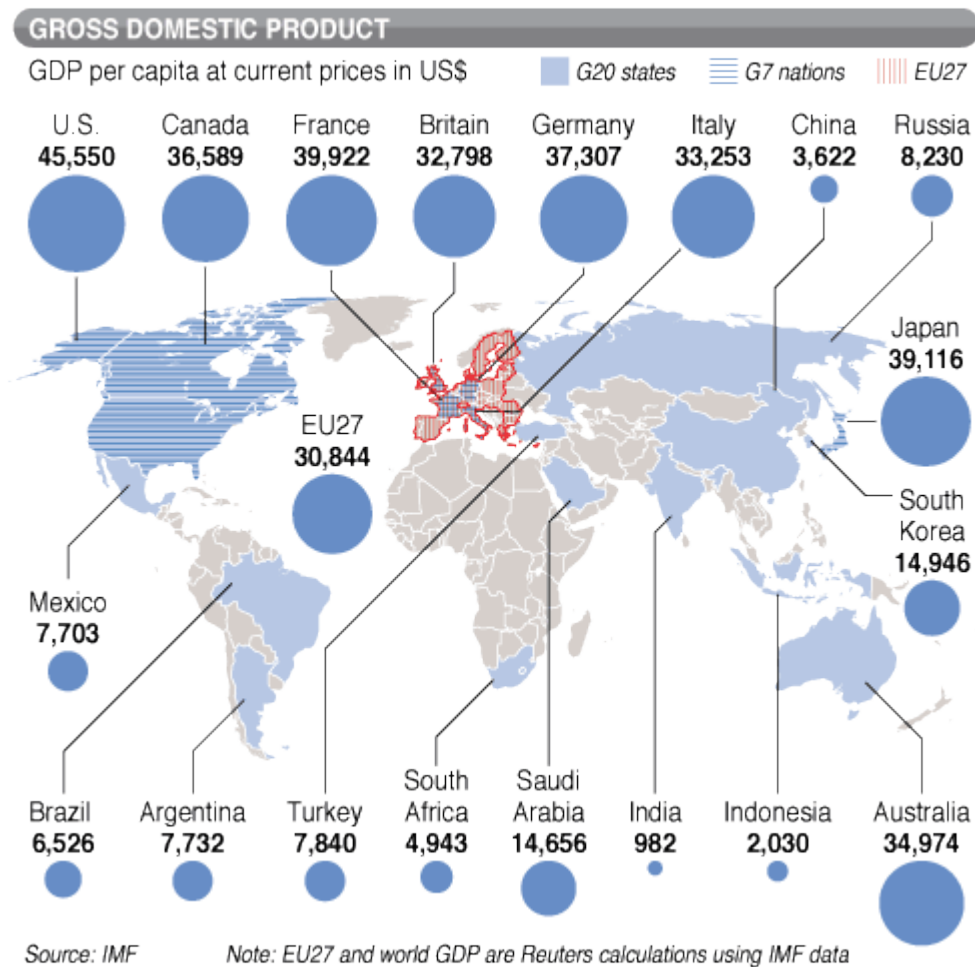 GROSS DOMESTIC PRODUCT
GDP per capita at current prices in US$
G20 states
G7 nations
EU27
U.S.
45,550
Canada
36,589
France
39,922
Britain
32,798
Germany
37,307
Italy
33,253
China
3,622
Russia
8,230
Japan
39,116
EU27
30,844
South
Korea
14,946
Mexico
7,703
Brazil
6,526
Argentina
7,732
Turkey
7,840
South
Africa
4,943
Saudi
Arabia
14,656
India
982
Indonesia
2,030
Australia
34,974
Source: IMF
Note: EU27 and world GDP are Reuters calculations using IMF data